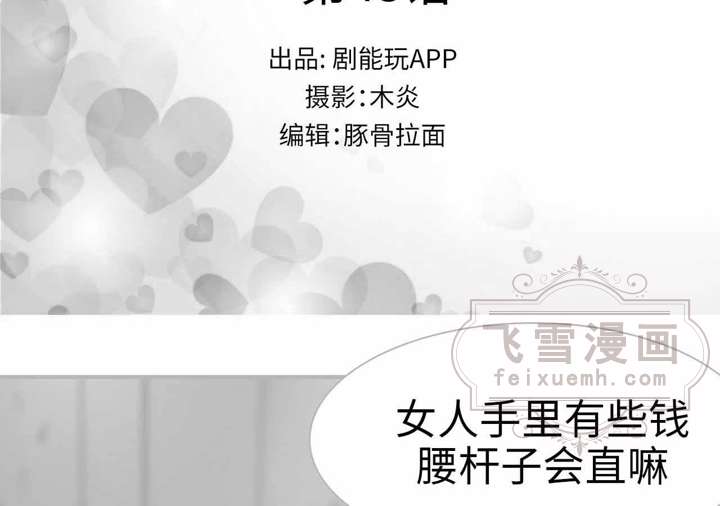 出品: 剧能玩APP
摄影:木炎
编辑:豚骨拉面
飞雪漫画
feixuemh.com
女人手里有些钱
腰杆子会直嘛